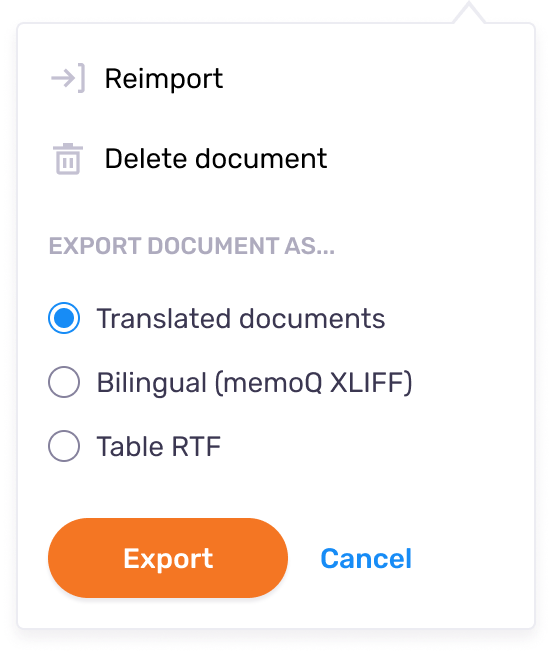 Reimport
Delete document
EXPORT DOCUMENT AS...
Translated documents
Bilingual (memoQ XLIFF)
Table RTF
Export Cancel